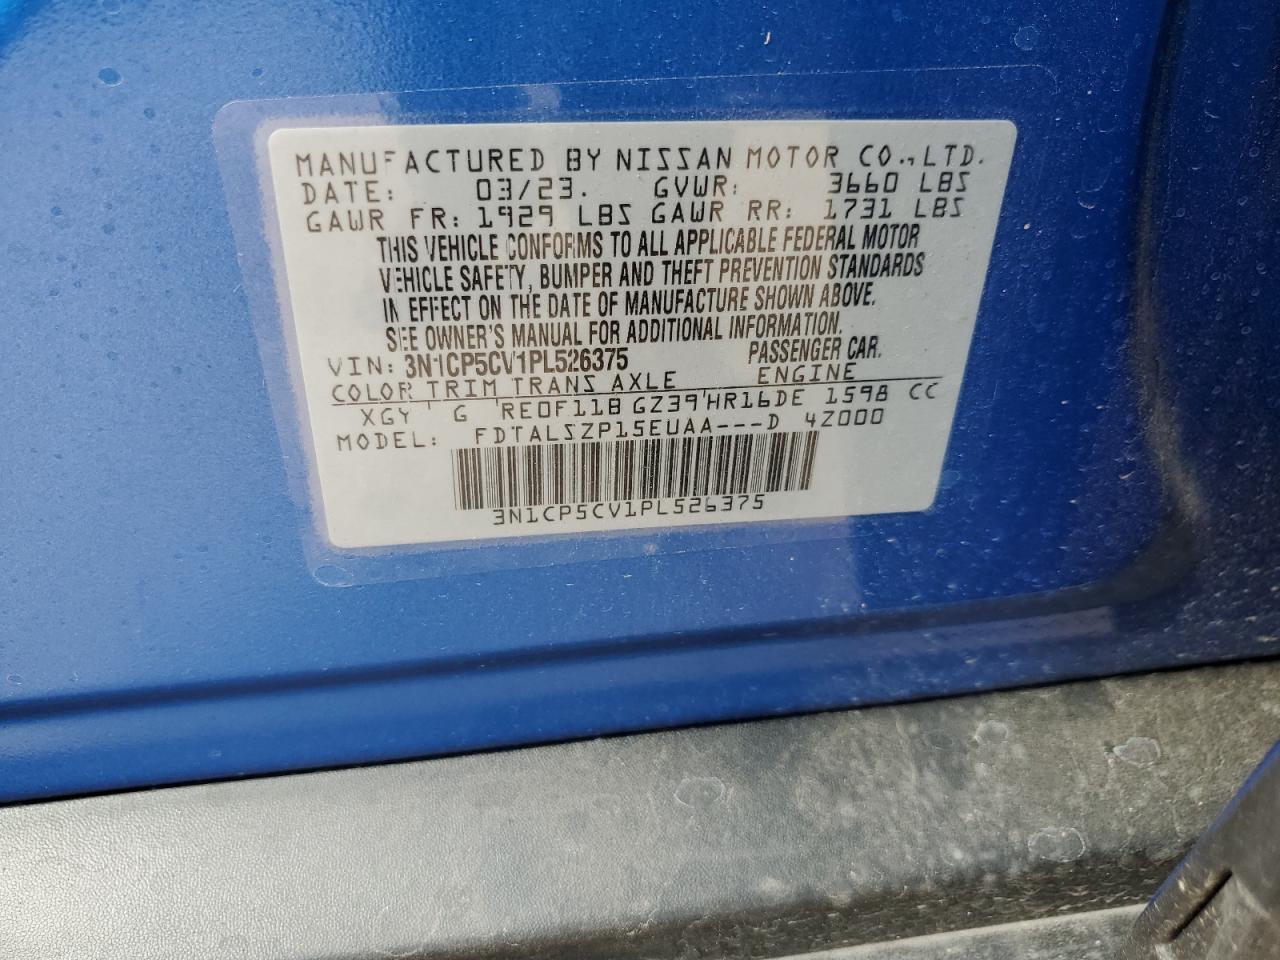 MANUFACTURED BY NISSAN MOTOR CO., LTD.
DATE: 03/23. GVWR: 3660 LBS
GAWR FR: 1929 LBS GAWR RR: 1731 LBS
THIS VEHICLE CONFORMS TO ALL APPLICABLE FEDERAL MOTOR
VEHICLE SAFETY, BUMPER AND THEFT PREVENTION STANDARDS
IN EFFECT ON THE DATE OF MANUFACTURE SHOWN ABOVE.
SEE OWNER'S MANUAL FOR ADDITIONAL INFORMATION.
VIN: 3N1CP5CV1PL526375 PASSENGER CAR.
COLOR TRIM TRANS AXLE ENGINE
XGY G RE0F11B GZ39 HR16DE 1598 CC
MODEL: FDTALSZP15EUAA---D 4Z000
3N1CP5CV1PL526375